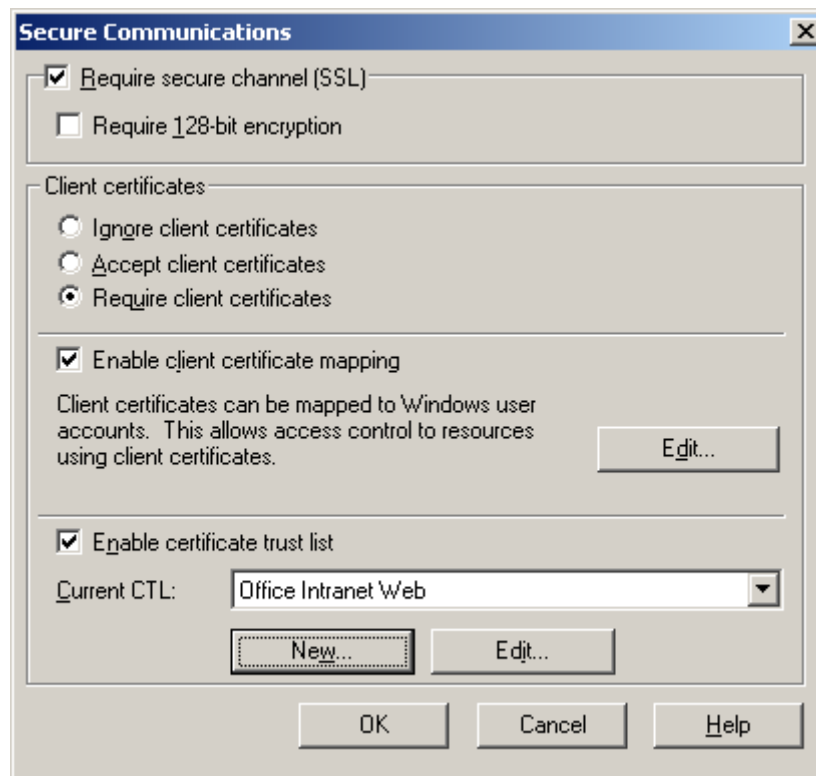 Secure Communications
Require secure channel (SSL)
Require 128-bit encryption
Client certificates
Ignore client certificates
Accept client certificates
Require client certificates
Enable client certificate mapping
Client certificates can be mapped to Windows user
accounts.  This allows access control to resources
using client certificates.
Edit...
Enable certificate trust list
Current CTL:
Office Intranet Web
New...
Edit...
OK
Cancel
Help